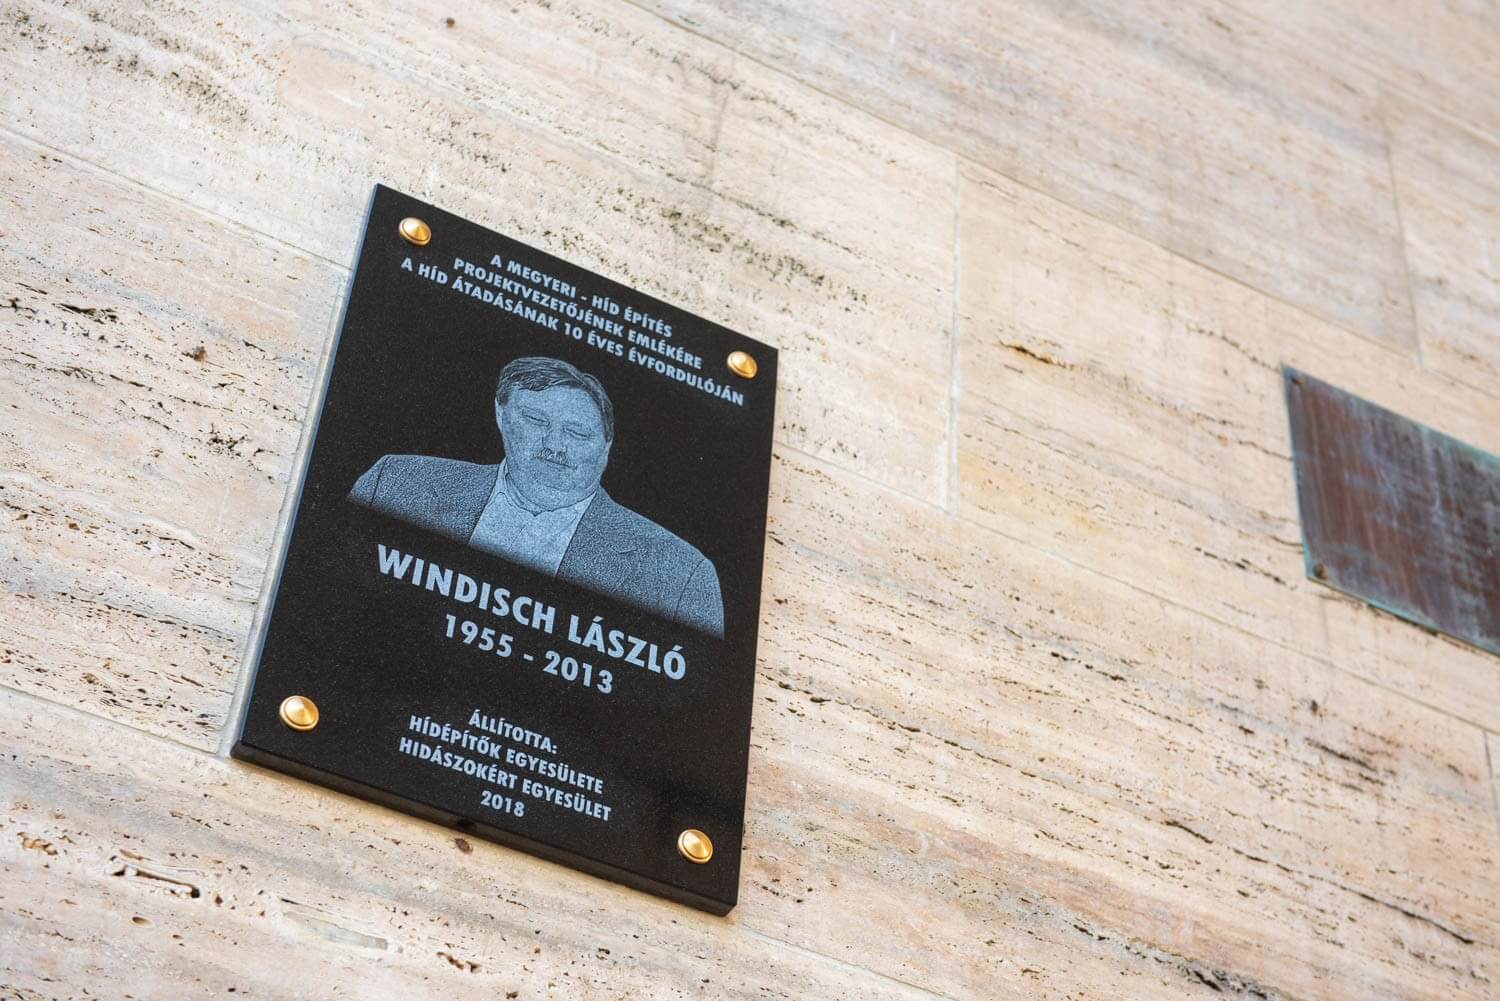 A MEGYERI - HÍD ÉPÍTÉS
PROJEKTVEZETŐJÉNEK EMLÉKÉRE
A HÍD ÁTADÁSÁNAK 10 ÉVES ÉVFORDULÓJÁN
WINDISCH LÁSZLÓ
1955 - 2013
ÁLLÍTOTTA:
HÍDÉPÍTŐK EGYESÜLETE
HIDÁSZOKÉRT EGYESÜLET
2018